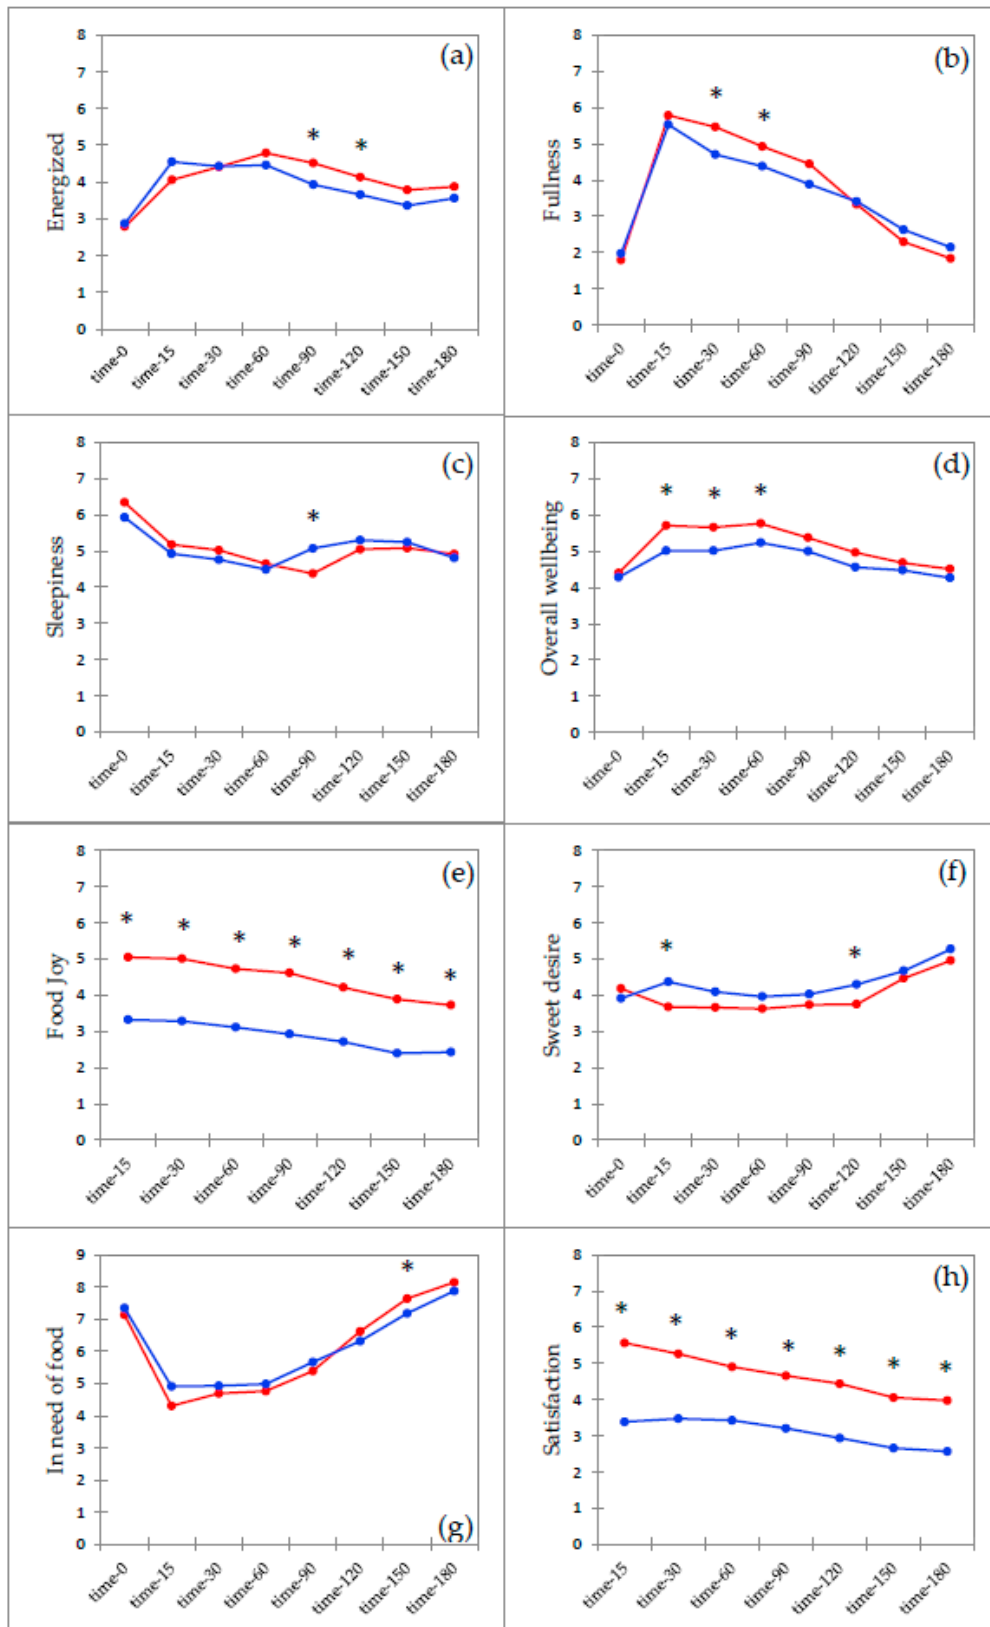 (a)
Energized
8
7
6
5
4
3
2
1
0
* *
time-0 time-15 time-30 time-60 time-90 time-120 time-150 time-180
(b)
Fullness
8
7
6
5
4
3
2
1
0
* *
time-0 time-15 time-30 time-60 time-90 time-120 time-150 time-180
(c)
Sleepiness
8
7
6
5
4
3
2
1
0
*
time-0 time-15 time-30 time-60 time-90 time-120 time-150 time-180
(d)
Overall wellbeing
8
7
6
5
4
3
2
1
0
* * *
time-0 time-15 time-30 time-60 time-90 time-120 time-150 time-180
(e)
Food Joy
8
7
6
5
4
3
2
1
0
* * * * * * *
time-15 time-30 time-60 time-90 time-120 time-150 time-180
(f)
Sweet desire
8
7
6
5
4
3
2
1
0
* *
time-0 time-15 time-30 time-60 time-90 time-120 time-150 time-180
(g)
In need of food
9
8
7
6
5
4
3
2
1
0
*
time-0 time-15 time-30 time-60 time-90 time-120 time-150 time-180
(h)
Satisfaction
8
7
6
5
4
3
2
1
0
* * * * * * *
time-15 time-30 time-60 time-90 time-120 time-150 time-180